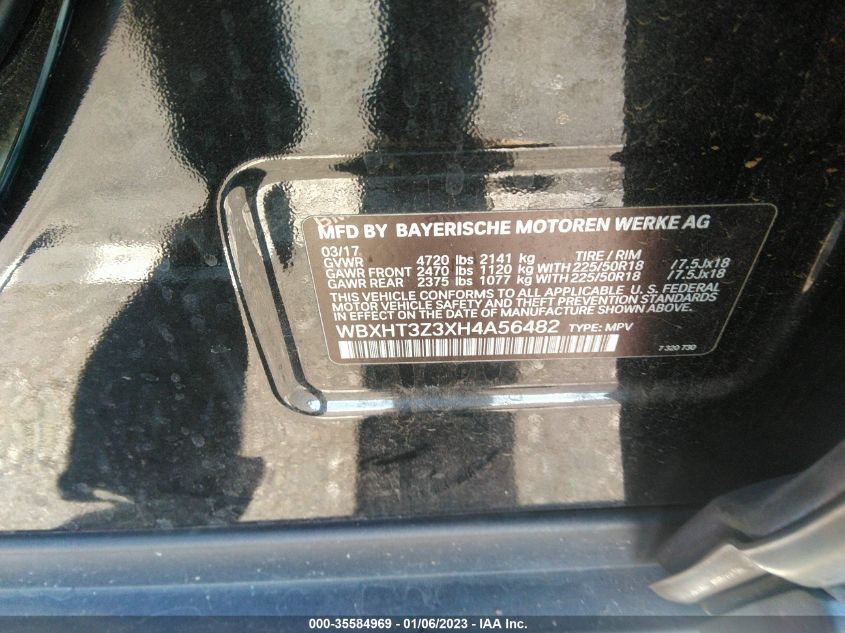 MFD BY BAYERISCHE MOTOREN WERKE AG
03/17
GVWR 4720 lbs 2141 kg TIRE / RIM
GAWR FRONT 2470 lbs 1120 kg WITH 225/50R18 /7.5Jx18
GAWR REAR 2375 lbs 1077 kg WITH 225/50R18 /7.5Jx18
THIS VEHICLE CONFORMS TO ALL APPLICABLE U. S. FEDERAL
MOTOR VEHICLE SAFETY AND THEFT PREVENTION STANDARDS
IN EFFECT ON THE DATE OF MANUFACTURE SHOWN ABOVE.
WBXHT3Z3XH4A56482 TYPE: MPV
7 320 730
000-35584969 - 01/06/2023 - © IAA Inc.